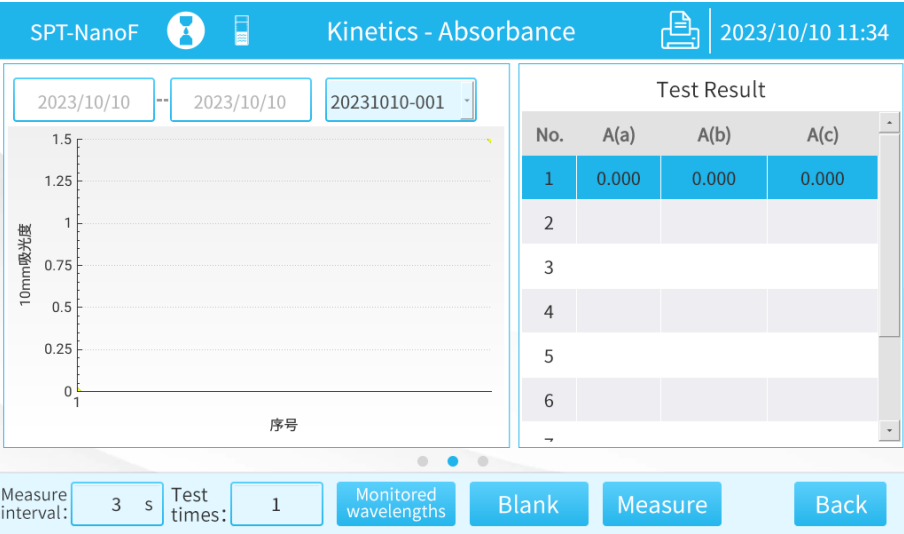 SPT-NanoF
Kinetics - Absorbance
2023/10/10 11:34
2023/10/10 -- 2023/10/10 20231010-001
1.5
1.25
1
0.75
0.5
0.25
0
1
10mm吸光度
序号
Test Result
No. A(a) A(b) A(c)
1 0.000 0.000 0.000
2
3
4
5
6
Measure interval: 3 s
Test times: 1
Monitored
wavelengths
Blank
Measure
Back